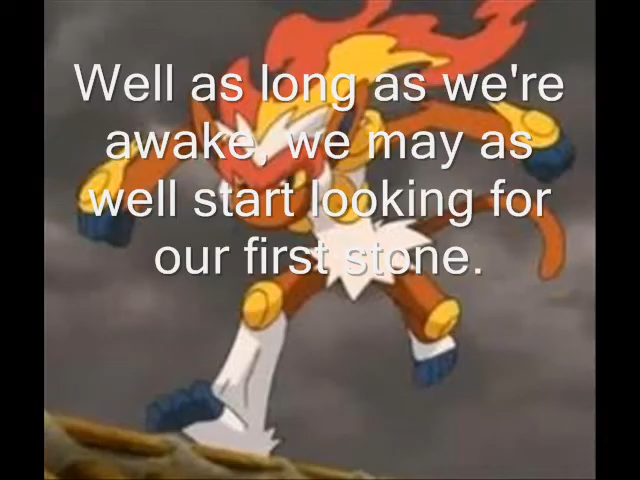 Well as long as we're
awake, we may as
well start looking for
our first stone.